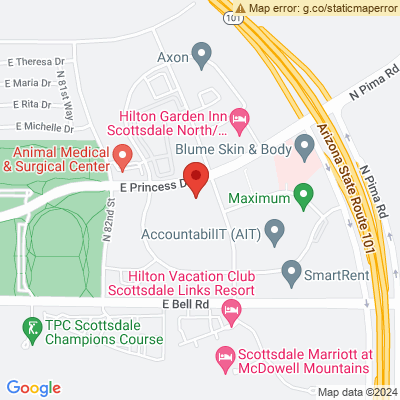 Map error: g.co/staticmaperror
101
E Theresa Dr
Axon
E Maria Dr
N 81st Way
E Rita Dr
E Michelle Dr
N Pima Rd
Hilton Garden Inn
Scottsdale North/...
Blume Skin & Body
Arizona State Route 101
Animal Medical
& Surgical Center
E Princess D
N Pima Rd
N 82nd St
Maximum
AccountabilIT (AIT)
Hilton Vacation Club
Scottsdale Links Resort
SmartRent
E Bell Rd
TPC Scottsdale
Champions Course
Scottsdale Marriott at
McDowell Mountains
Google
Map data ©2024